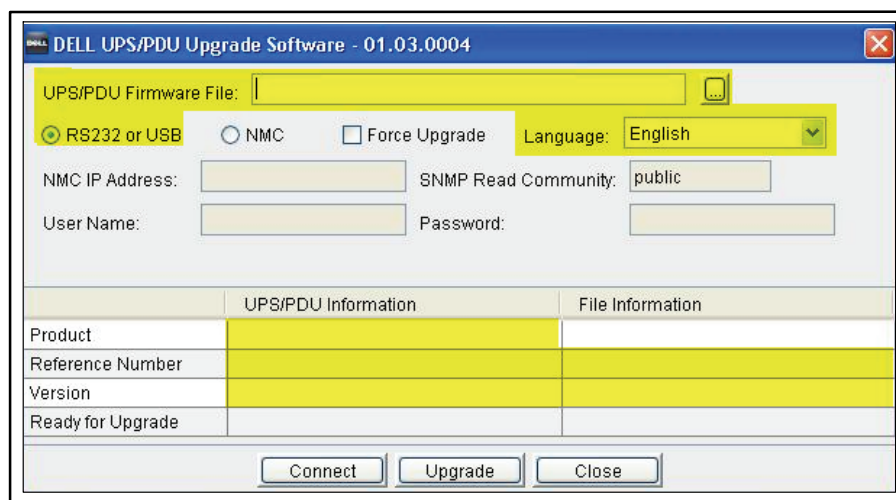 DELL DELL UPS/PDU Upgrade Software - 01.03.0004
UPS/PDU Firmware File: ...
RS232 or USB NMC Force Upgrade Language: English
NMC IP Address: SNMP Read Community: public
User Name: Password:
UPS/PDU Information File Information
Product
Reference Number
Version
Ready for Upgrade
Connect Upgrade Close